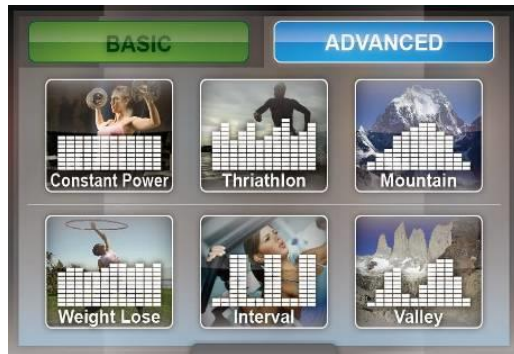 BASIC
ADVANCED
Constant Power
Thriathlon
Mountain
Weight Lose
Interval
Valley